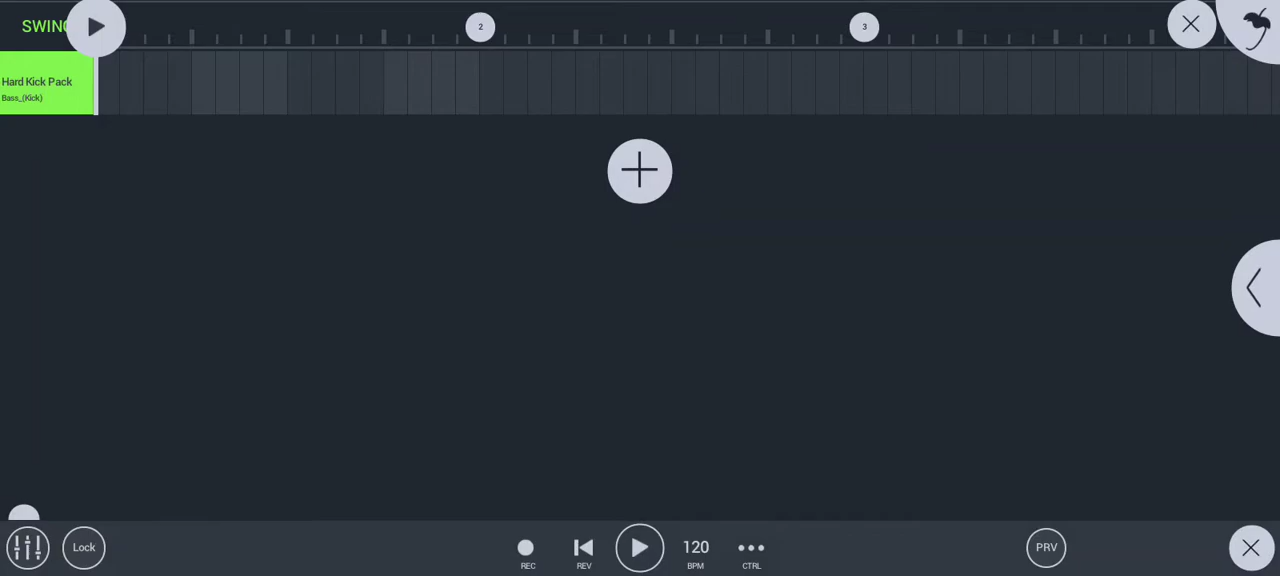 SWING
2
3
Hard Kick Pack
Bass_(Kick)
Lock
REC
REV
120
BPM
CTRL
PRV